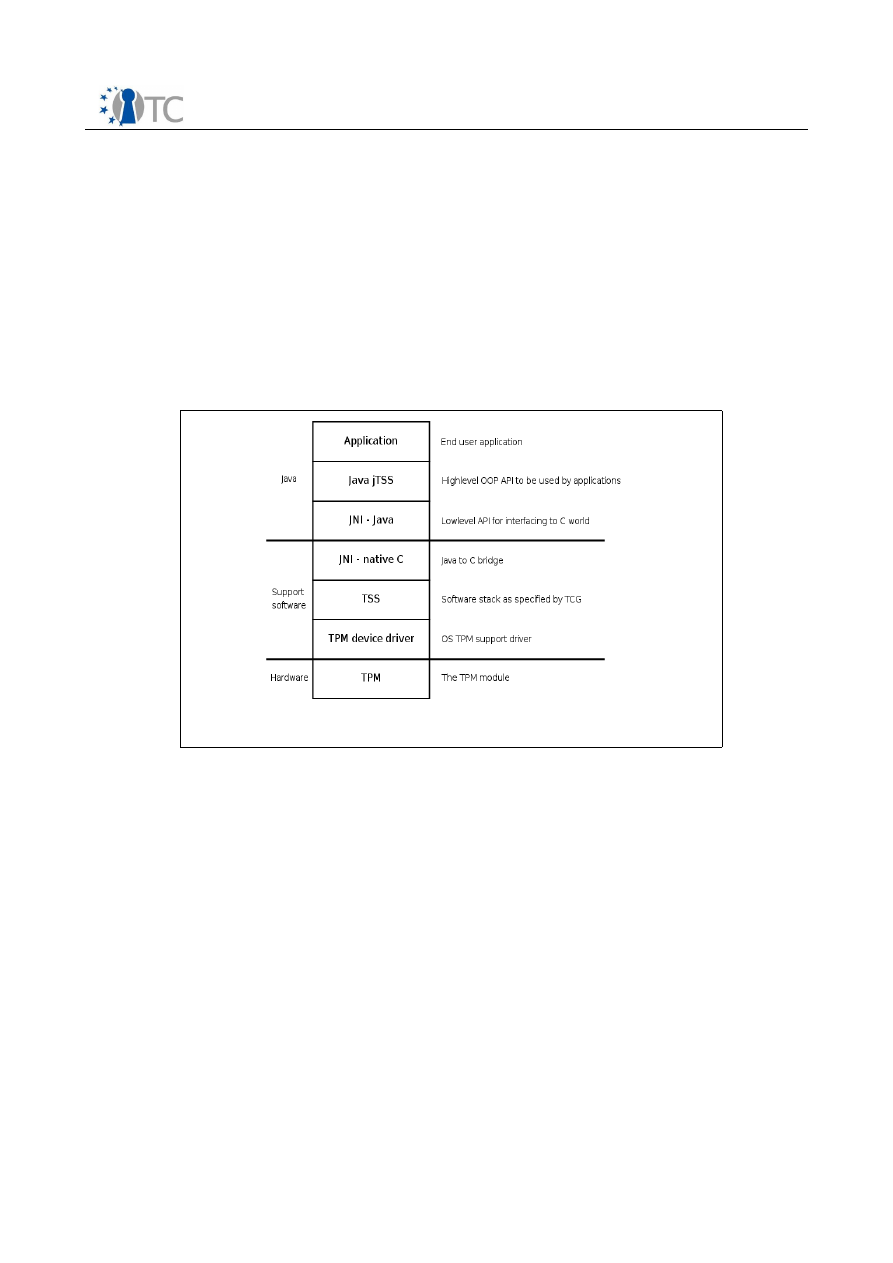 TC
Application End user application
Java Java jTSS Highlevel OOP API to be used by applications
JNI - Java Lowlevel API for interfacing to C world
JNI - native C Java to C bridge
Support
software TSS Software stack as specified by TCG
TPM device driver OS TPM support driver
Hardware TPM The TPM module